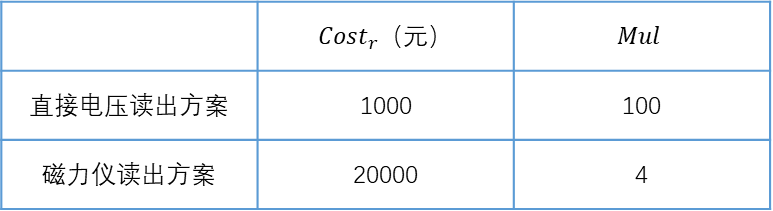 Cost_r（元） Mul
直接电压读出方案 1000 100
磁力仪读出方案 20000 4